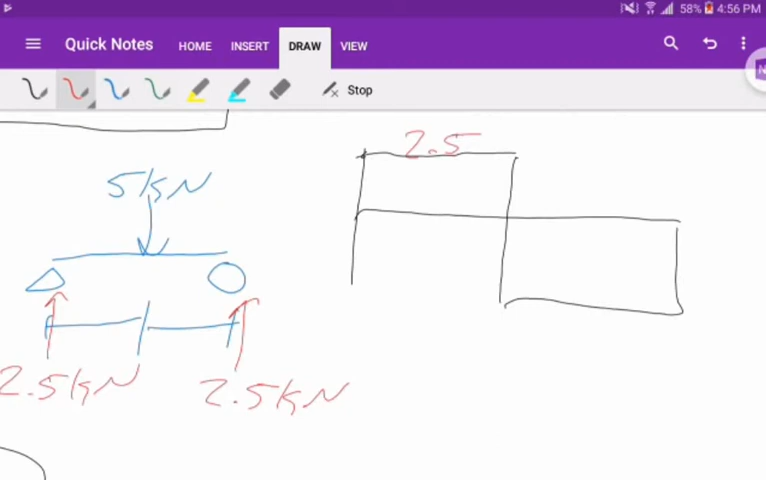 58% 4:56 PM
Quick Notes HOME INSERT DRAW VIEW
N
Stop
2.5
5kN
2.5kN 2.5kN